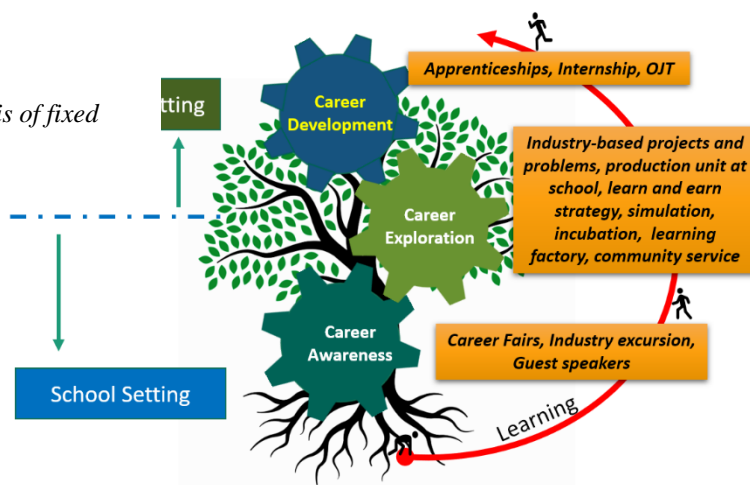 Apprenticeships, Internship, OJT
Career
Development
is of fixed
tting
Industry-based projects and
problems, production unit at
school, learn and earn
strategy, simulation,
incubation, learning
factory, community service
Career
Exploration
Career
Awareness
Career Fairs, Industry excursion,
Guest speakers
School Setting
Learning